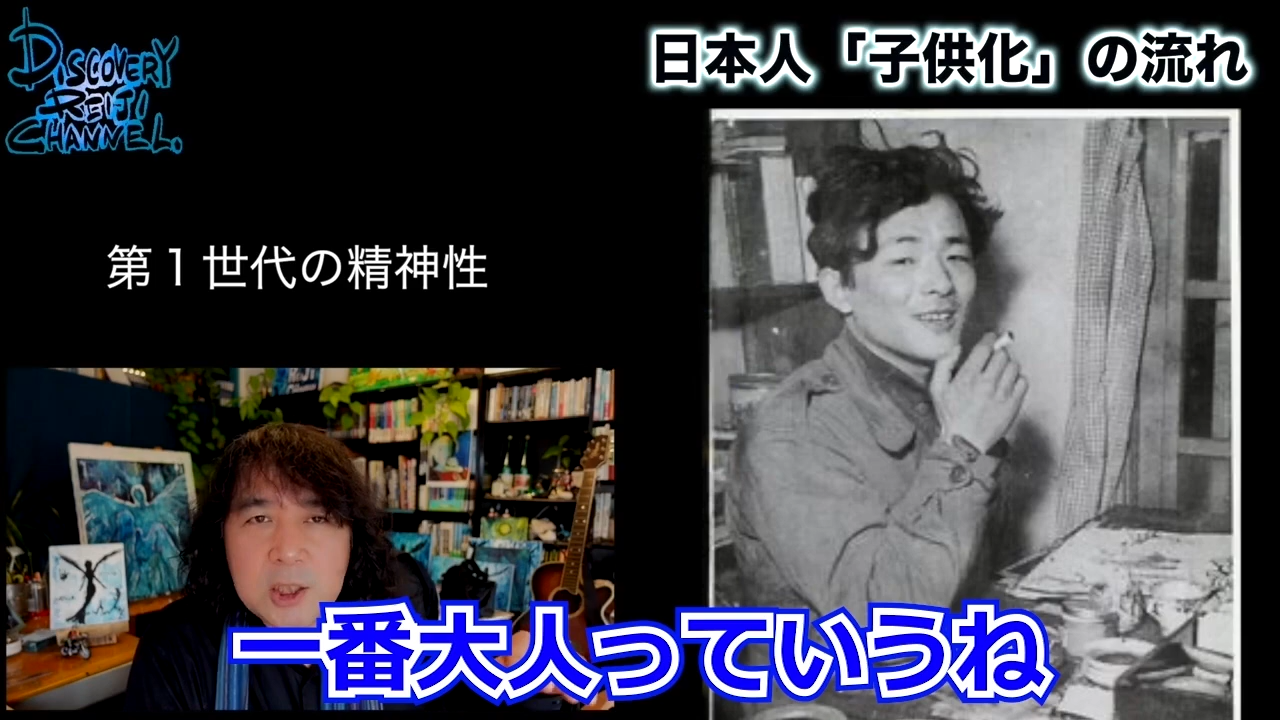 DISCOVERY
REIJI
CHANNEL.
日本人「子供化」の流れ
第１世代の精神性
一番大人っていうね